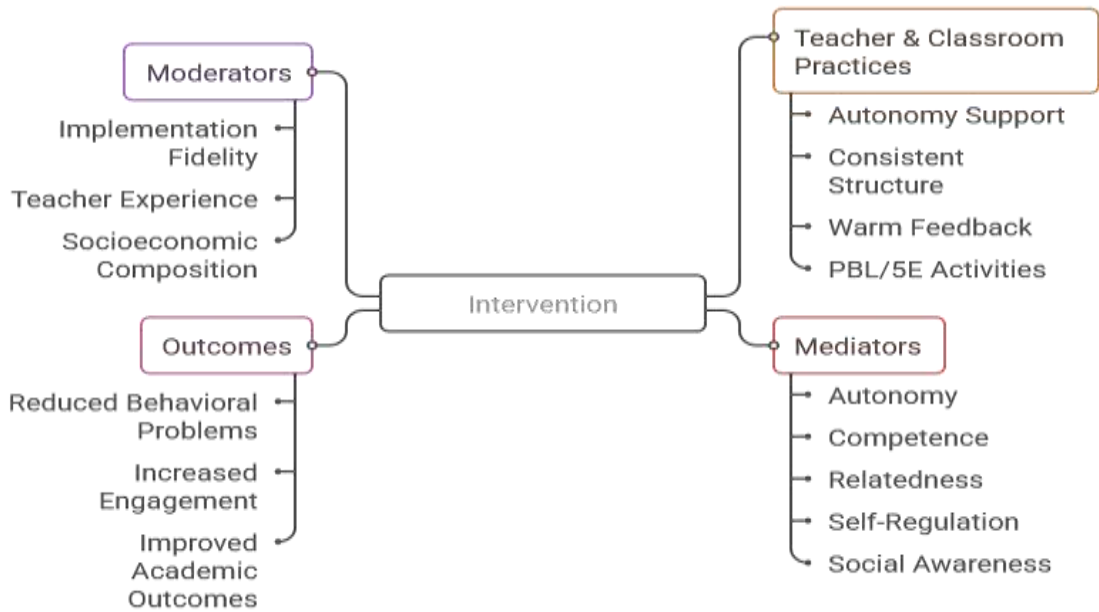 Moderators
Implementation
Fidelity
Teacher Experience
Socioeconomic
Composition
Outcomes
Reduced Behavioral
Problems
Increased
Engagement
Improved
Academic
Outcomes
Intervention
Teacher & Classroom
Practices
Autonomy Support
Consistent
Structure
Warm Feedback
PBL/5E Activities
Mediators
Autonomy
Competence
Relatedness
Self-Regulation
Social Awareness